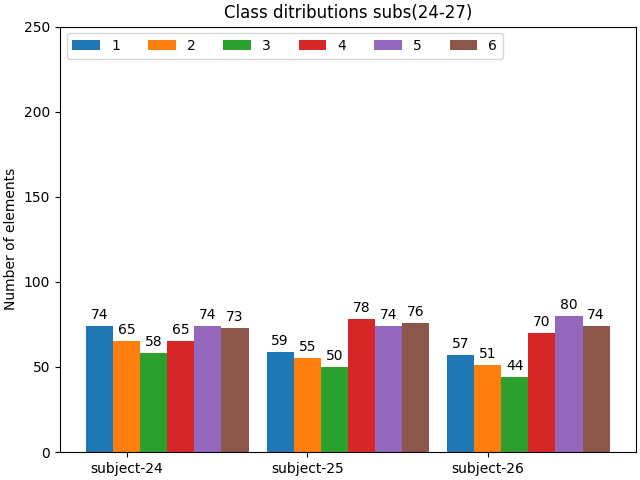 Class ditributions subs(24-27)
1 2 3 4 5 6
Number of elements
250
200
150
100
50
0
74 65 58 65 74 73
59 55 50 78 74 76
57 51 44 70 80 74
subject-24 subject-25 subject-26